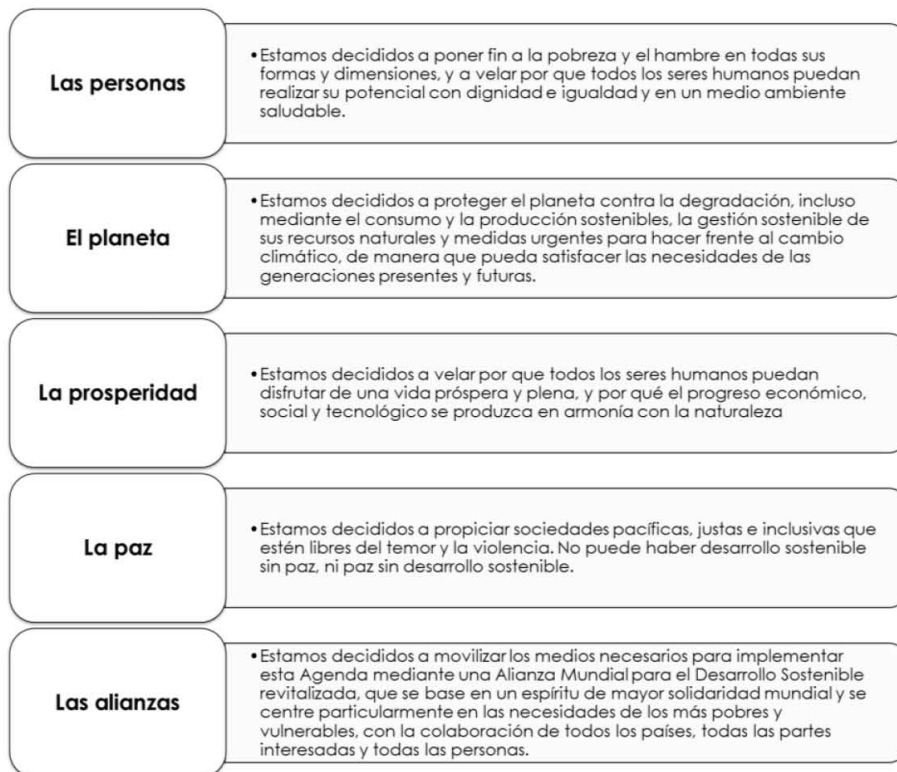 Las personas
•Estamos decididos a poner fin a la pobreza y el hambre en todas sus
formas y dimensiones, y a velar por que todos los seres humanos puedan
realizar su potencial con dignidad e igualdad y en un medio ambiente
saludable.
El planeta
•Estamos decididos a proteger el planeta contra la degradación, incluso
mediante el consumo y la producción sostenibles, la gestión sostenible de
sus recursos naturales y medidas urgentes para hacer frente al cambio
climático, de manera que pueda satisfacer las necesidades de las
generaciones presentes y futuras.
La prosperidad
•Estamos decididos a velar por que todos los seres humanos puedan
disfrutar de una vida próspera y plena, y por qué el progreso económico,
social y tecnológico se produzca en armonía con la naturaleza
La paz
•Estamos decididos a propiciar sociedades pacíficas, justas e inclusivas que
estén libres del temor y la violencia. No puede haber desarrollo sostenible
sin paz, ni paz sin desarrollo sostenible.
Las alianzas
•Estamos decididos a movilizar los medios necesarios para implementar
esta Agenda mediante una Alianza Mundial para el Desarrollo Sostenible
revitalizada, que se base en un espíritu de mayor solidaridad mundial y se
centre particularmente en las necesidades de los más pobres y
vulnerables, con la colaboración de todos los países, todas las partes
interesadas y todas las personas.